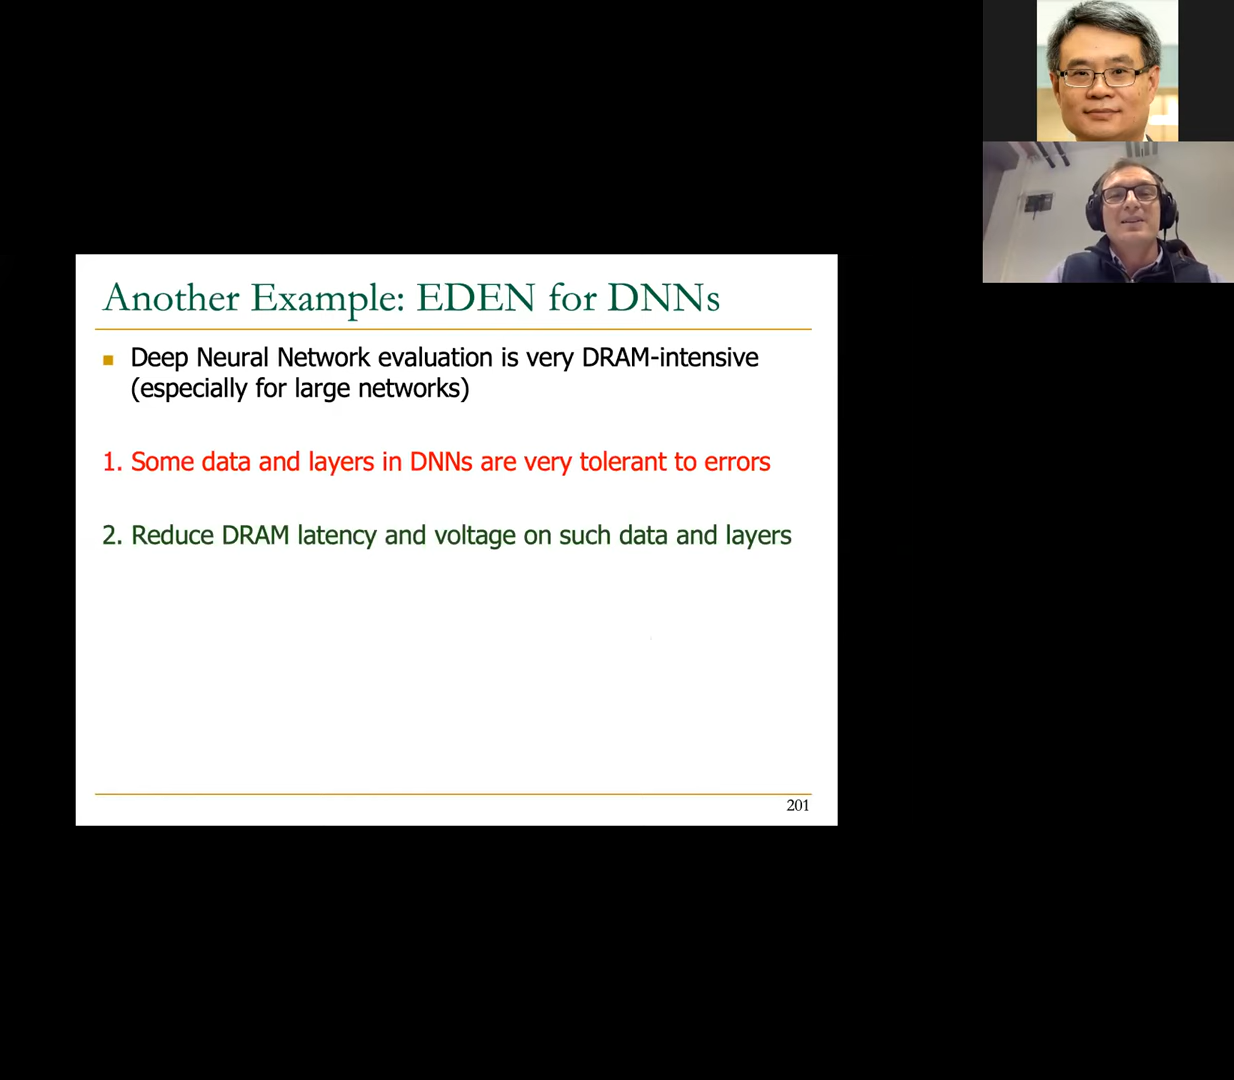 Another Example: EDEN for DNNs
Deep Neural Network evaluation is very DRAM-intensive
(especially for large networks)
1. Some data and layers in DNNs are very tolerant to errors
2. Reduce DRAM latency and voltage on such data and layers
201